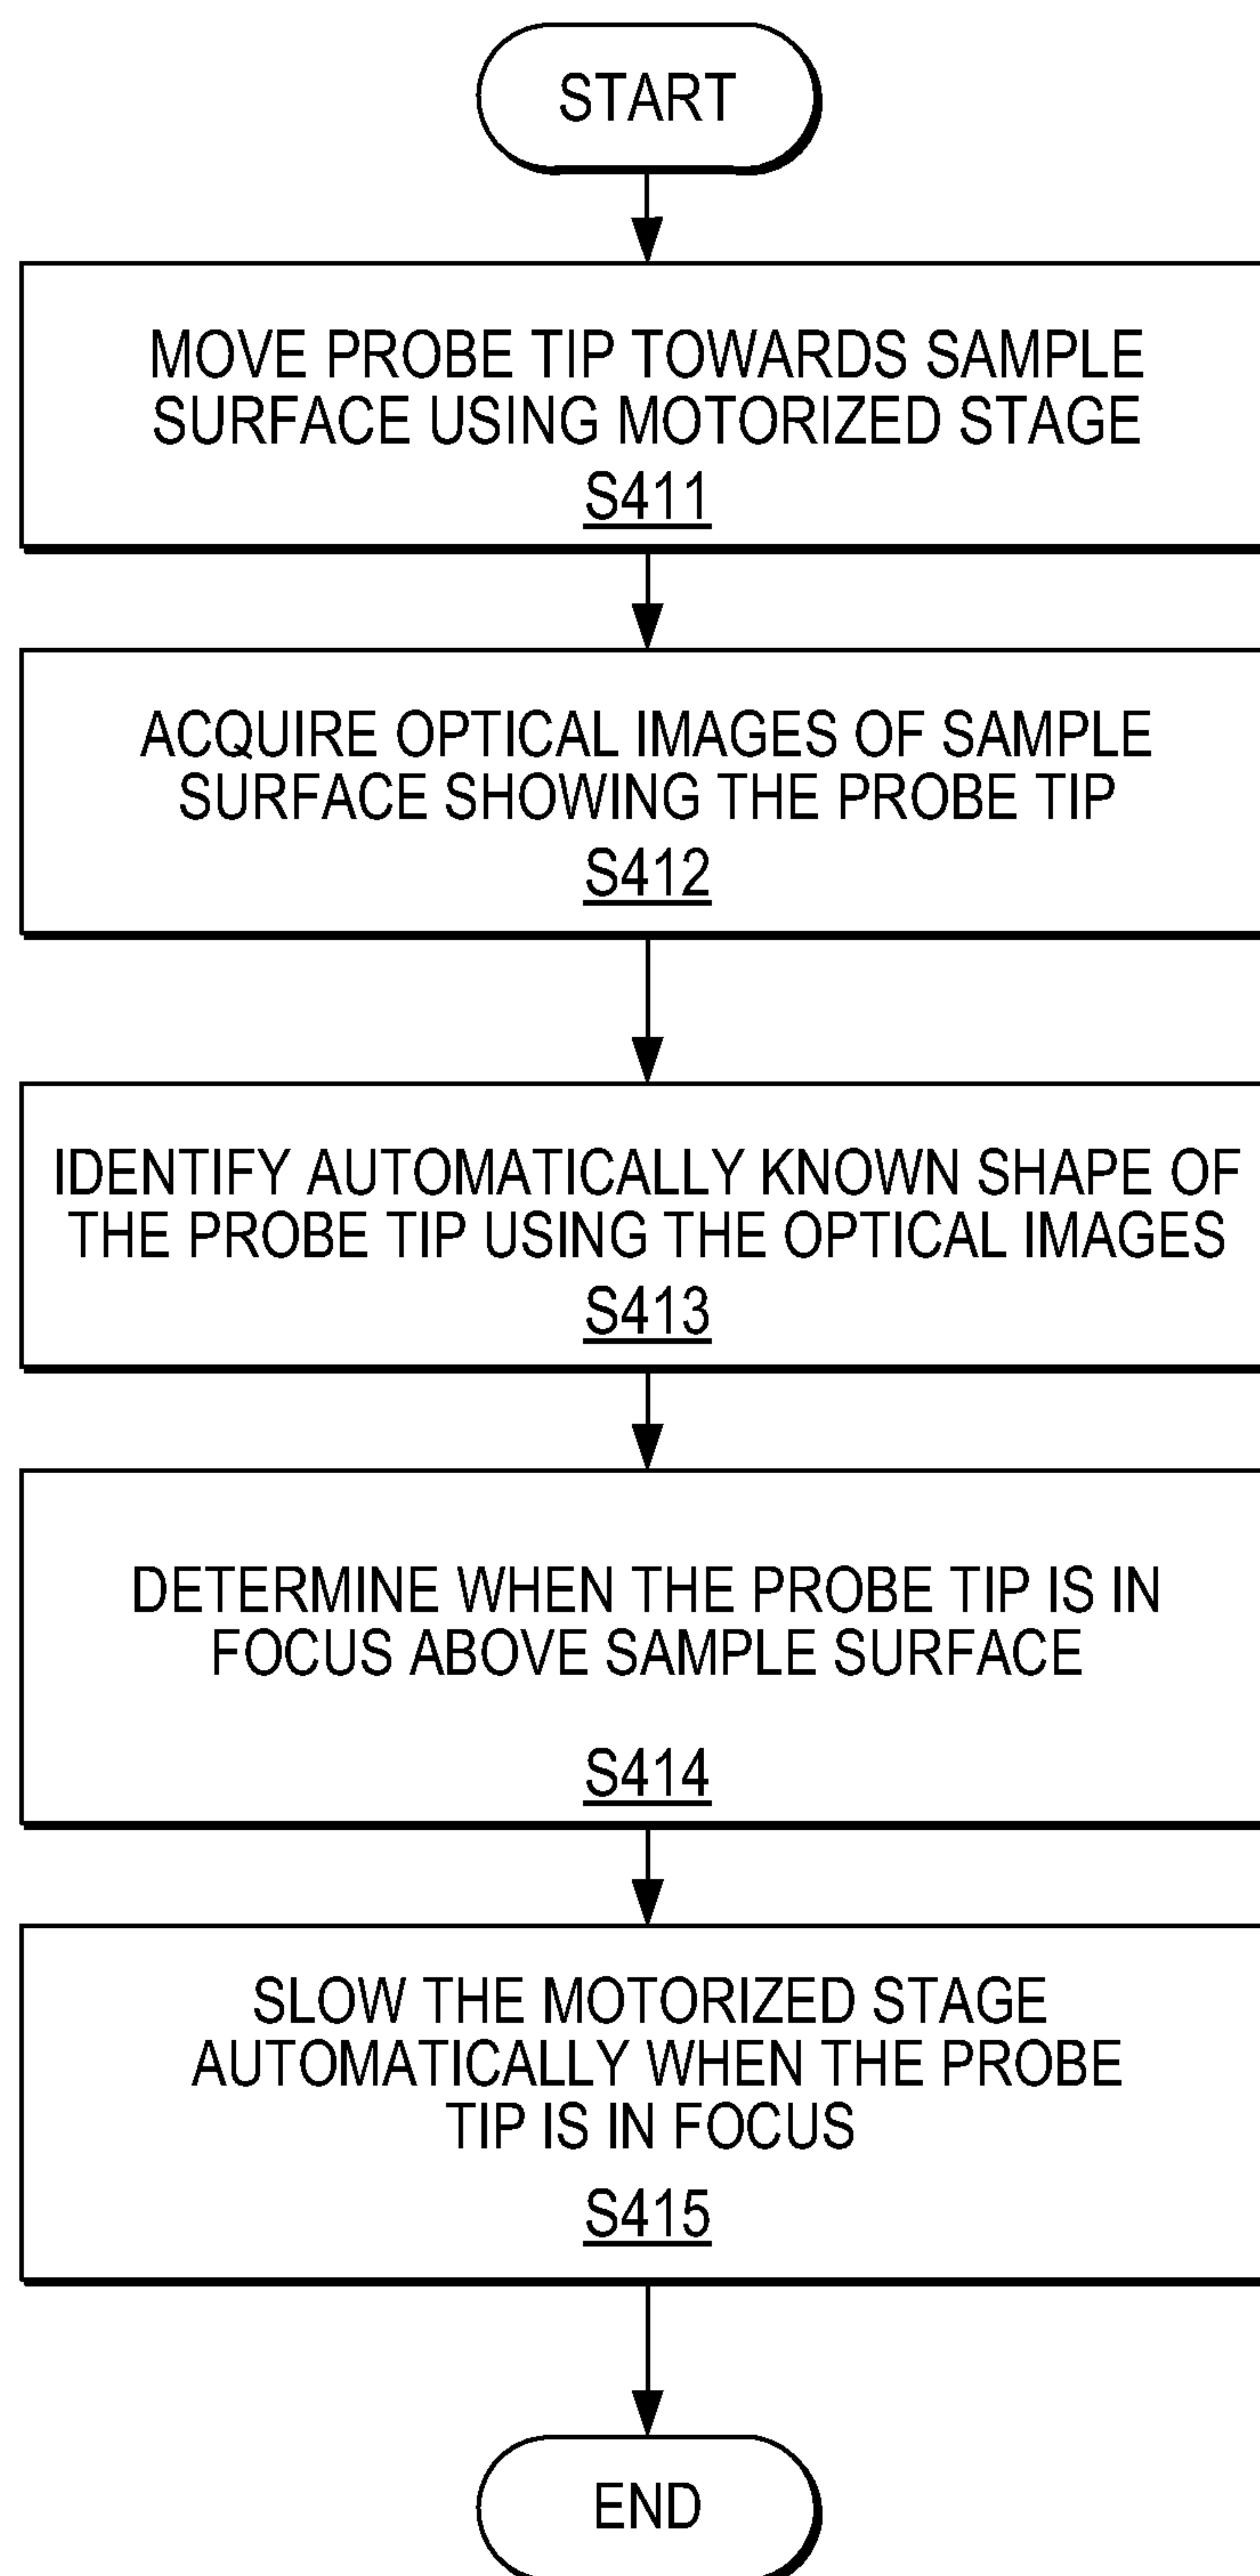 START
MOVE PROBE TIP TOWARDS SAMPLE
SURFACE USING MOTORIZED STAGE
S411
ACQUIRE OPTICAL IMAGES OF SAMPLE
SURFACE SHOWING THE PROBE TIP
S412
IDENTIFY AUTOMATICALLY KNOWN SHAPE OF
THE PROBE TIP USING THE OPTICAL IMAGES
S413
DETERMINE WHEN THE PROBE TIP IS IN
FOCUS ABOVE SAMPLE SURFACE
S414
SLOW THE MOTORIZED STAGE
AUTOMATICALLY WHEN THE PROBE
TIP IS IN FOCUS
S415
END